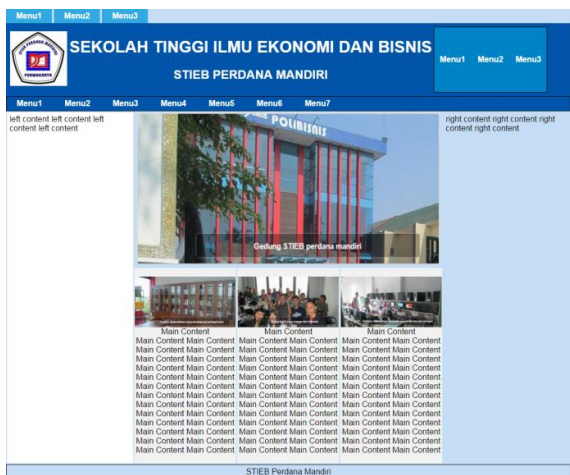 Menu1 Menu2 Menu3
SEKOLAH TINGGI ILMU EKONOMI DAN BISNIS
STIEB PERDANA MANDIRI
Menu1 Menu2 Menu3
PURWAKARTA
Menu1 Menu2 Menu3 Menu4 Menu5 Menu6 Menu7
left content left content left
content left content
POLIBISNIS
Gedung STIEB perdana mandiri
right content right content right
content right content
Main Content Main Content Main Content
Main Content Main Content Main Content Main Content Main Content Main Content
Main Content Main Content Main Content Main Content Main Content Main Content
Main Content Main Content Main Content Main Content Main Content Main Content
Main Content Main Content Main Content Main Content Main Content Main Content
Main Content Main Content Main Content Main Content Main Content Main Content
Main Content Main Content Main Content Main Content Main Content Main Content
Main Content Main Content Main Content Main Content Main Content Main Content
Main Content Main Content Main Content Main Content Main Content Main Content
Main Content Main Content Main Content Main Content Main Content Main Content
Main Content Main Content Main Content Main Content Main Content Main Content
Main Content Main Content Main Content Main Content Main Content Main Content
Main Content Main Content Main Content Main Content Main Content Main Content
Main Content Main Content Main Content Main Content Main Content Main Content
STIEB Perdana Mandiri